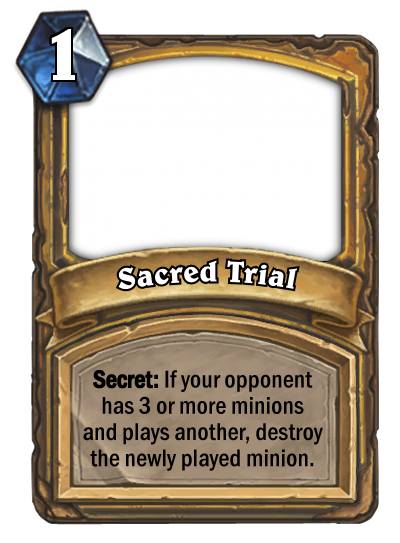 1
Sacred Trial
Secret: If your opponent
has 3 or more minions
and plays another, destroy
the newly played minion.